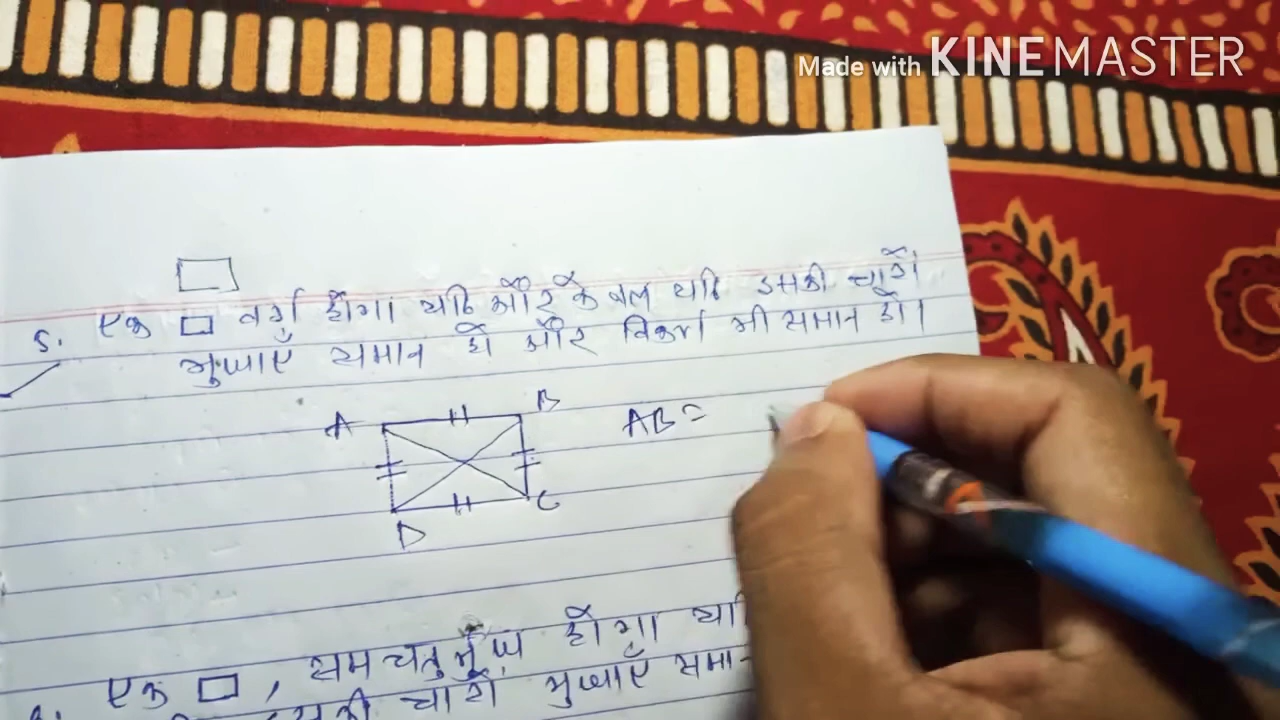 Made with KINEMASTER
5. एक □ वर्ग होगा यदि और केवल यदि उसकी चारों
भुजाएँ समान हो और विकर्ण भी समान हो।
A B
AB =
D C
एक □, समचतुर्भुज होगा यदि
उसकी चारों भुजाएँ समा-